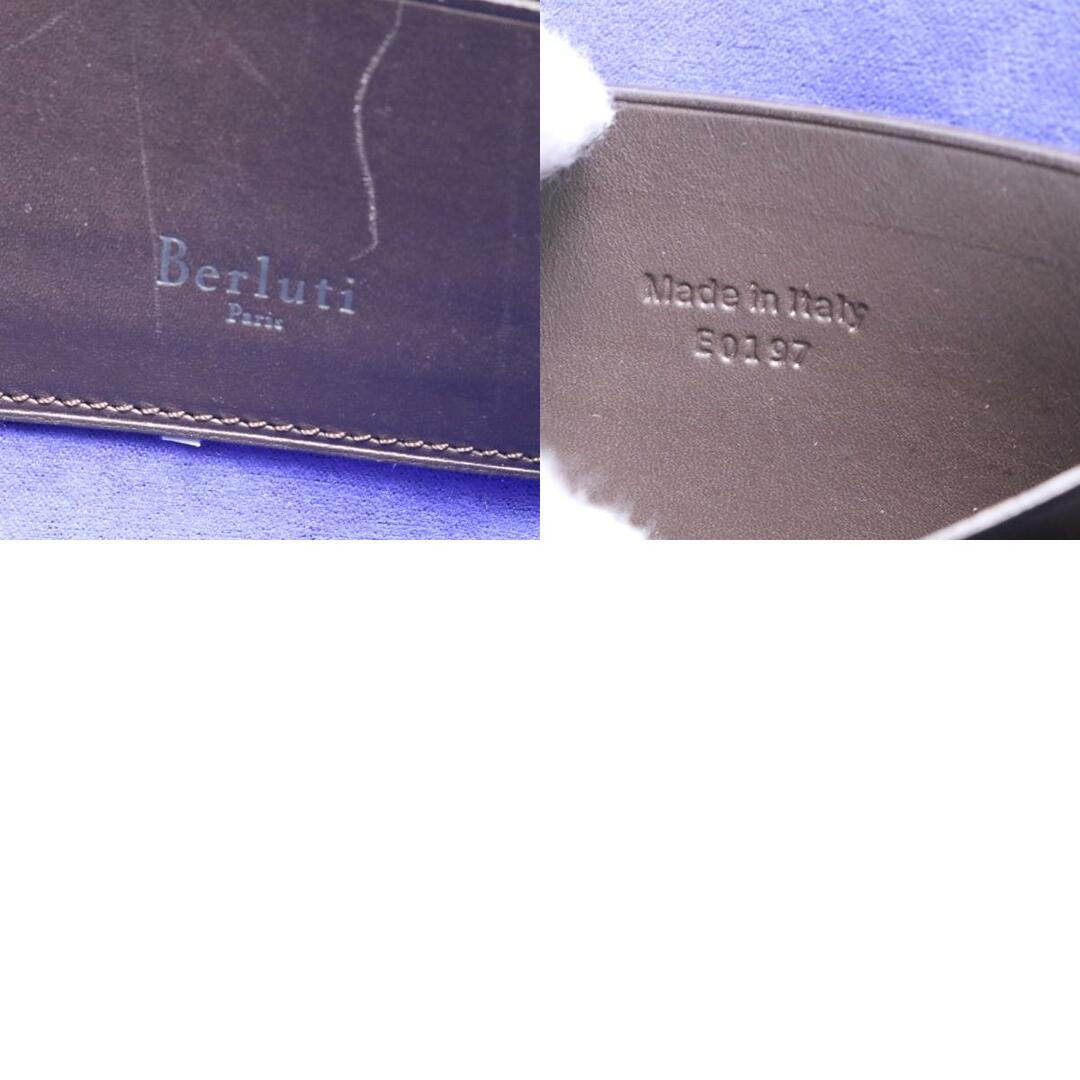 Berluti
Paris
Made in Italy
E0197